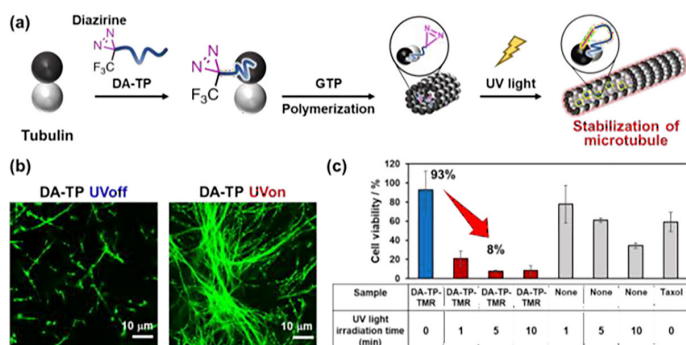 (a)
Diazirine
N
N
F₃C
DA-TP
Tubulin
N
N
F₃C
GTP
Polymerization
N
N
UV light
Stabilization of
microtubule
(b)
DA-TP UVoff
DA-TP UVon
10 μm
10 μm
(c)
Cell viability / %
120
100
80
60
40
20
0
93%
8%
Sample DA-TP-TMR DA-TP-TMR DA-TP-TMR DA-TP-TMR None None None Taxol
UV light irradiation time (min) 0 1 5 10 1 5 10 0